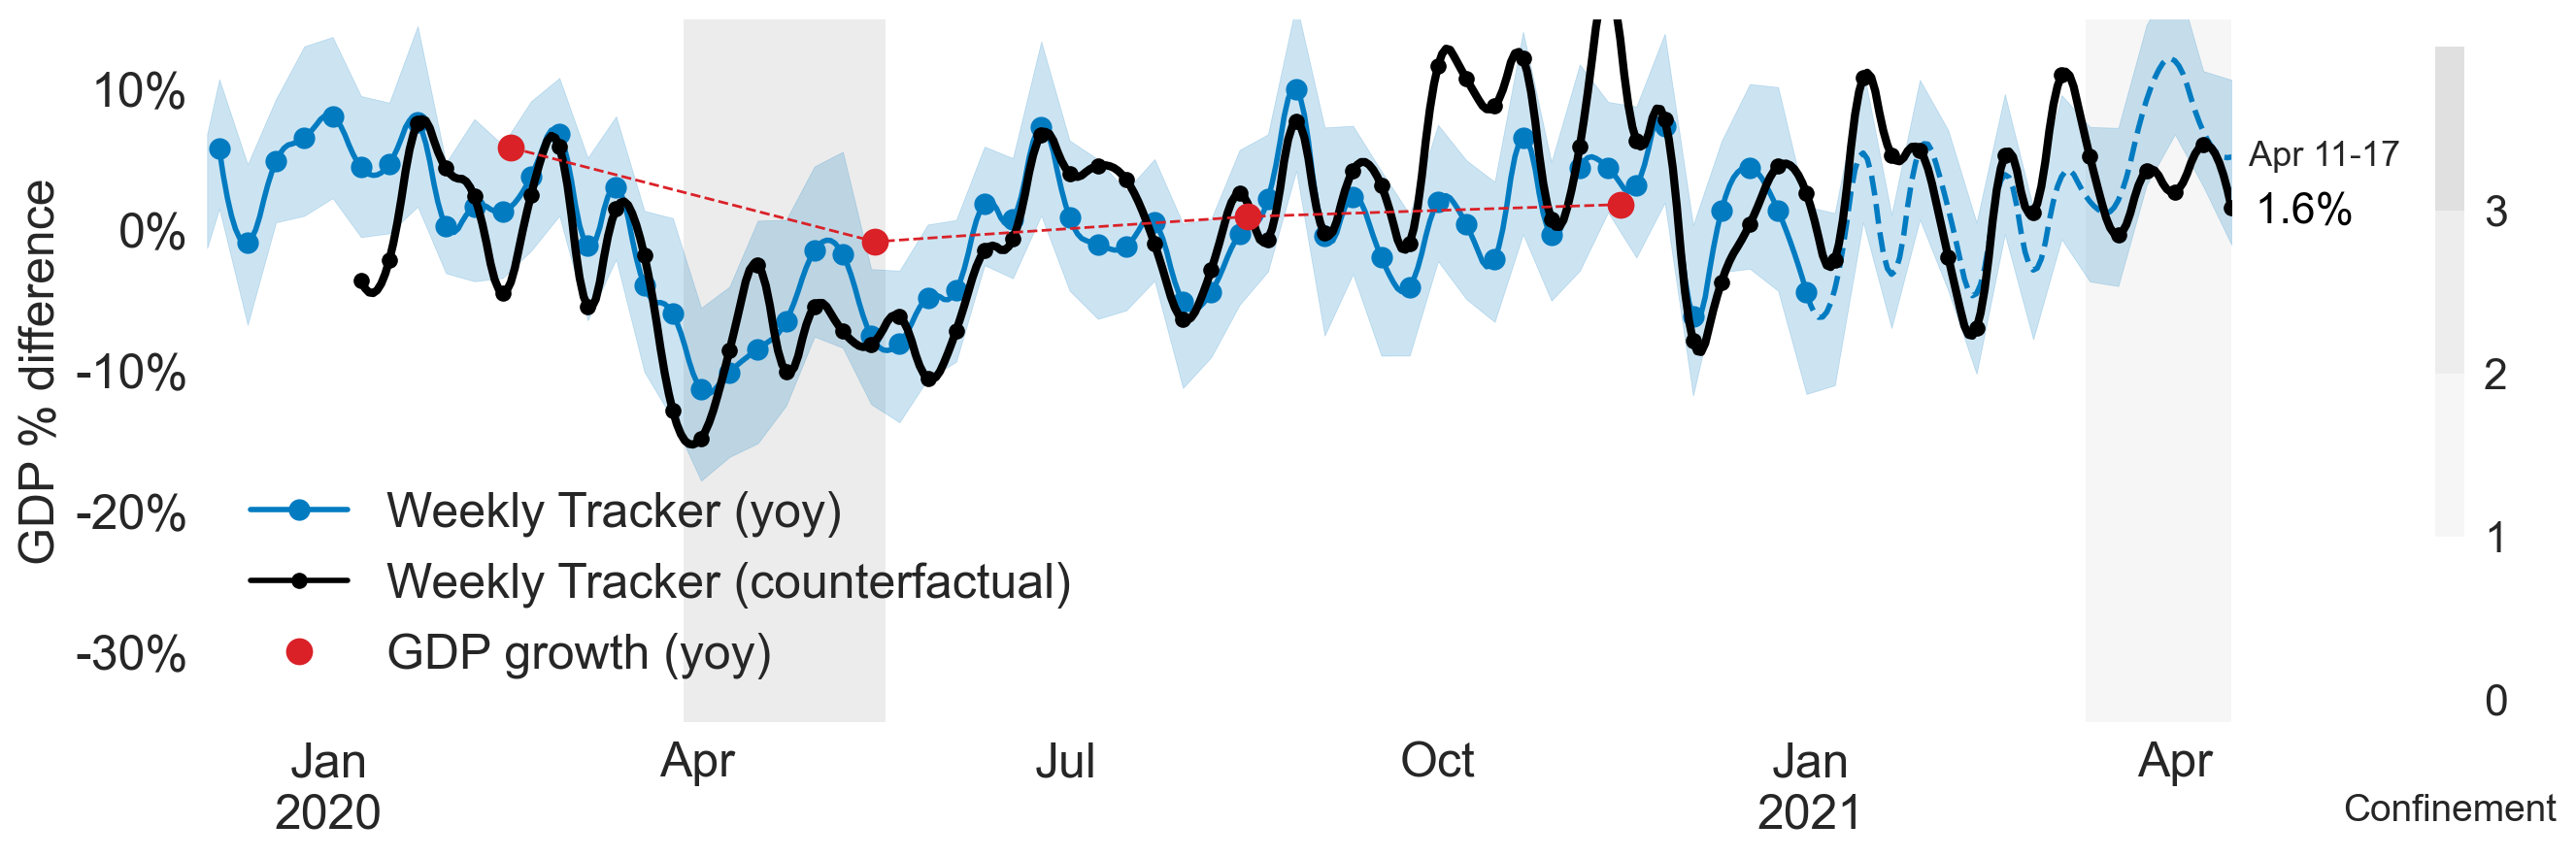 GDP % difference
10%
0%
-10%
-20%
-30%
Weekly Tracker (yoy)
Weekly Tracker (counterfactual)
GDP growth (yoy)
Jan
2020
Apr
Jul
Oct
Jan
2021
Apr
Apr 11-17
1.6%
3
2
1
0
Confinement